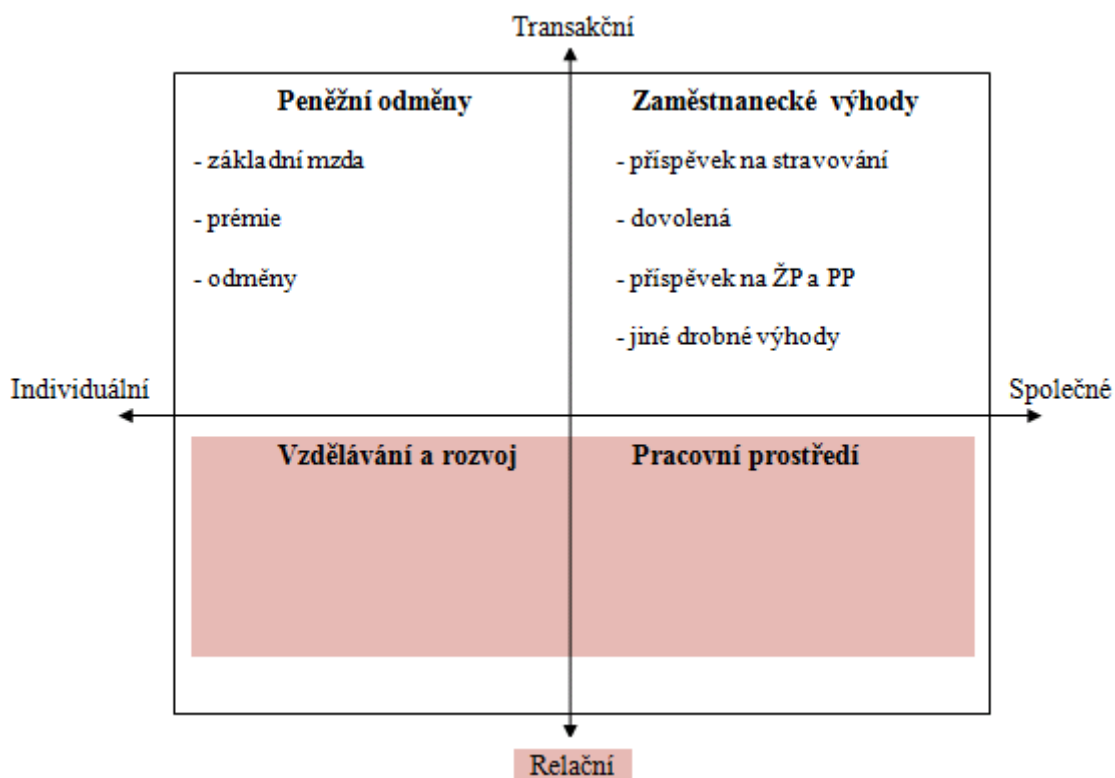 Transakční
Peněžní odměny
- základní mzda
- prémie
- odměny
Zaměstnanecké výhody
- příspěvek na stravování
- dovolená
- příspěvek na ŽP a PP
- jiné drobné výhody
Individuální
Společné
Vzdělávání a rozvoj
Pracovní prostředí
Relační